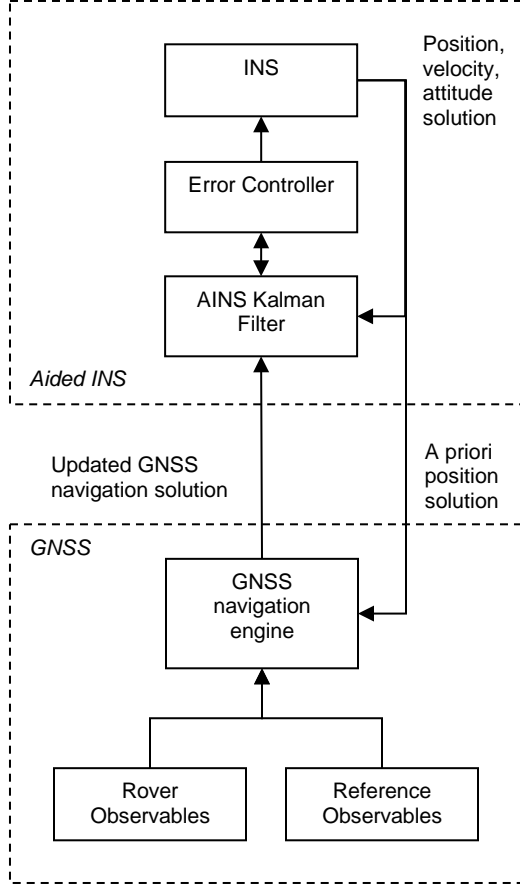 INS
Position,
velocity,
attitude
solution
Error Controller
AINS Kalman
Filter
Aided INS
Updated GNSS
navigation solution
A priori
position
solution
GNSS
GNSS
navigation
engine
Rover
Observables
Reference
Observables